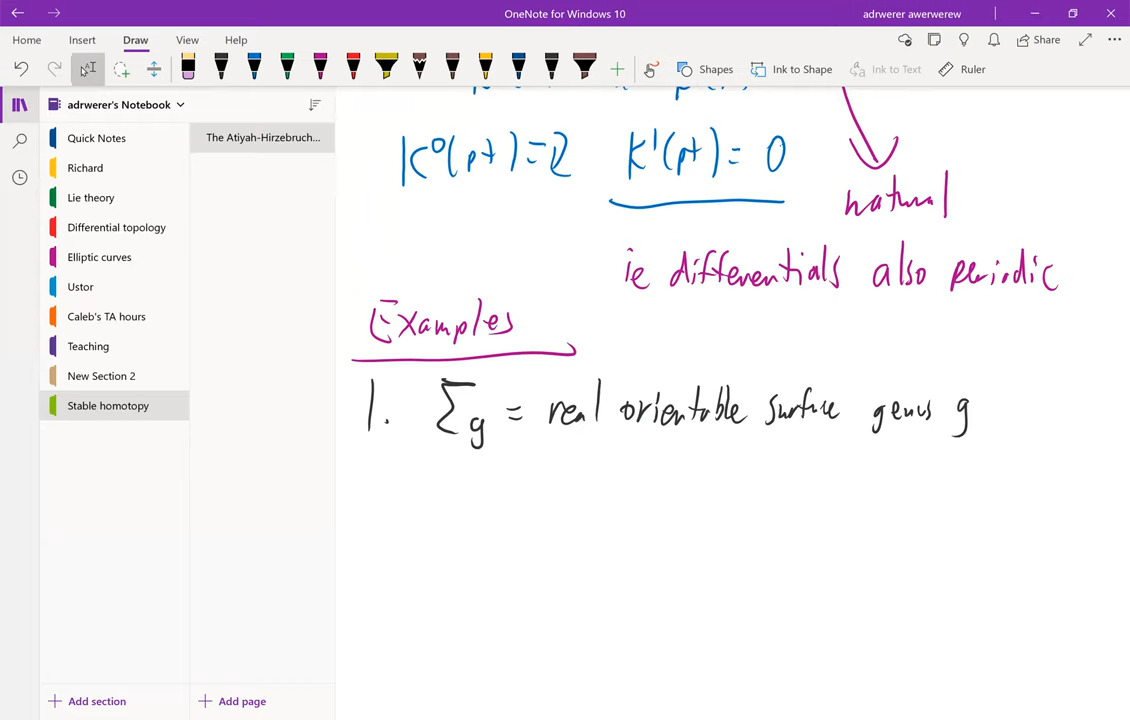 OneNote for Windows 10
adrwerer awerwerew
Home Insert Draw View Help
Share
Shapes Ink to Shape Ink to Text Ruler
adrwerer's Notebook
Quick Notes
Richard
Lie theory
Differential topology
Elliptic curves
Ustor
Caleb's TA hours
Teaching
New Section 2
Stable homotopy
Add section
The Atiyah-Hirzebruch...
Add page
K⁰(pt) = Z K¹(pt) = 0
natural
ie differentials also periodic
Examples
1. Σg = real orientable surface genus g